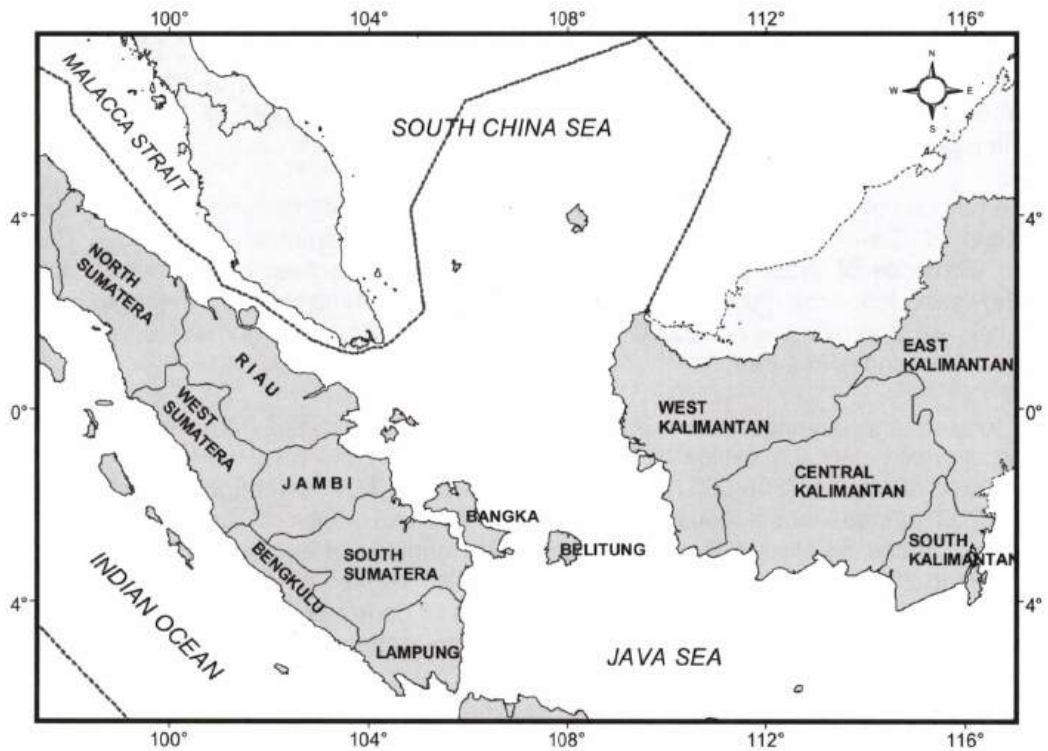 100° 104° 108° 112° 116°
N
W E
S
MALACCA STRAIT
SOUTH CHINA SEA
4° 4°
NORTH
SUMATERA
RIAU
EAST
KALIMANTAN
WEST
SUMATERA
WEST
KALIMANTAN
0° 0°
JAMBI
CENTRAL
KALIMANTAN
BANGKA
BELITUNG
SOUTH
KALIMANTAN
SOUTH
SUMATERA
BENGKULU
INDIAN OCEAN
4° 4°
LAMPUNG
JAVA SEA
100° 104° 108° 112° 116°